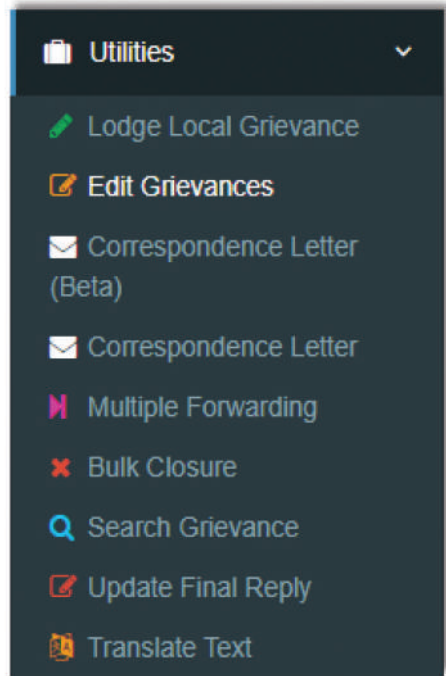 Utilities
Lodge Local Grievance
Edit Grievances
Correspondence Letter
(Beta)
Correspondence Letter
Multiple Forwarding
Bulk Closure
Search Grievance
Update Final Reply
Translate Text